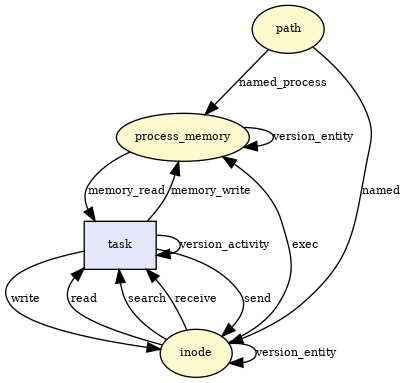 path
named_process
process_memory
version_entity
memory_read
memory_write
named
task
version_activity
exec
write
read
search
receive
send
inode
version_entity